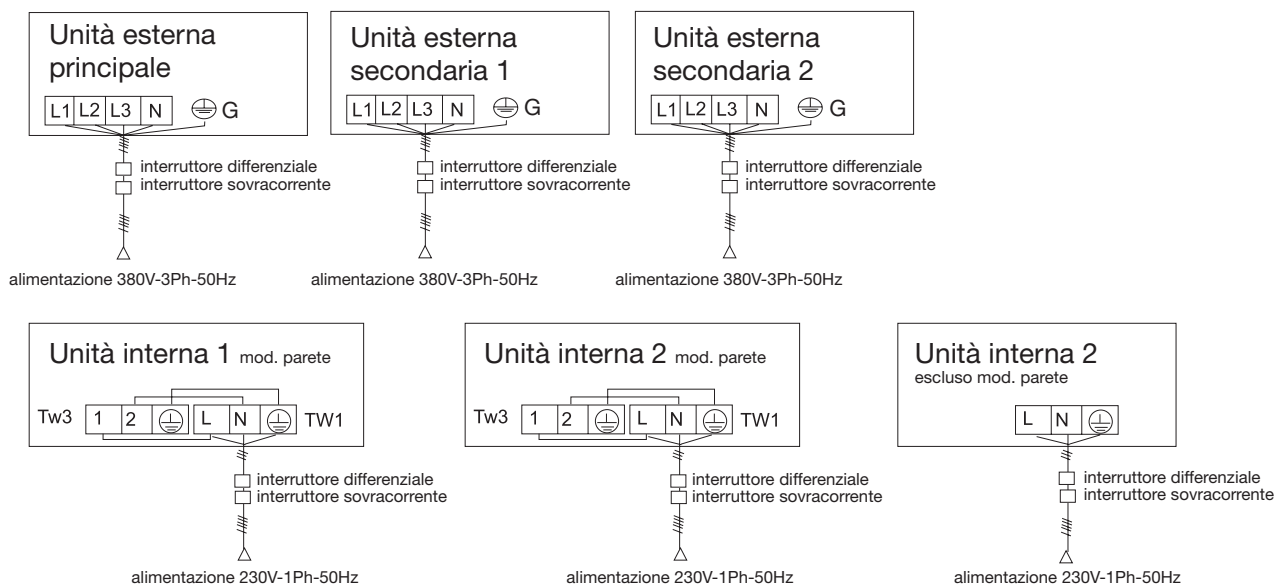 Unità esterna
principale
L1 L2 L3 N G
interruttore differenziale
interruttore sovracorrente
alimentazione 380V-3Ph-50Hz
Unità esterna
secondaria 1
L1 L2 L3 N G
interruttore differenziale
interruttore sovracorrente
alimentazione 380V-3Ph-50Hz
Unità esterna
secondaria 2
L1 L2 L3 N G
interruttore differenziale
interruttore sovracorrente
alimentazione 380V-3Ph-50Hz
Unità interna 1 mod. parete
Tw3 1 2 L N TW1
interruttore differenziale
interruttore sovracorrente
alimentazione 230V-1Ph-50Hz
Unità interna 2 mod. parete
Tw3 1 2 L N TW1
interruttore differenziale
interruttore sovracorrente
alimentazione 230V-1Ph-50Hz
Unità interna 2
escluso mod. parete
L N
interruttore differenziale
interruttore sovracorrente
alimentazione 230V-1Ph-50Hz